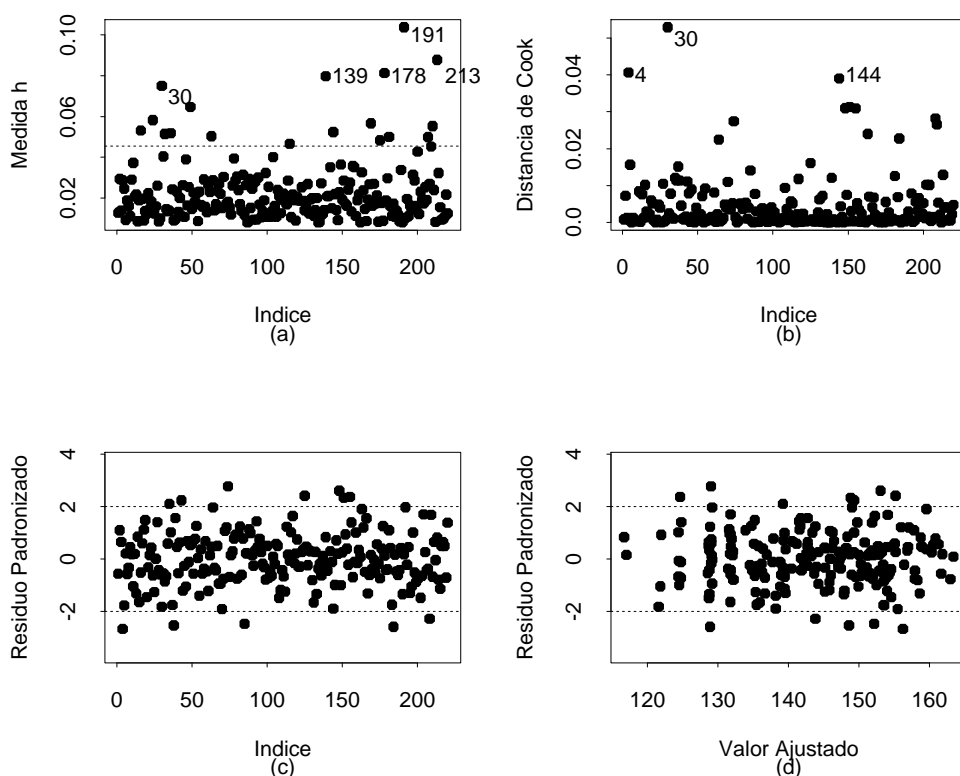 Medida h
0.02 0.06 0.10
191
139 178 213
30
0 50 100 150 200
Indice
(a)
Distancia de Cook
0.0 0.02 0.04
30
4
144
0 50 100 150 200
Indice
(b)
Residuo Padronizado
-2 0 2 4
0 50 100 150 200
Indice
(c)
Residuo Padronizado
-2 0 2 4
120 130 140 150 160
Valor Ajustado
(d)